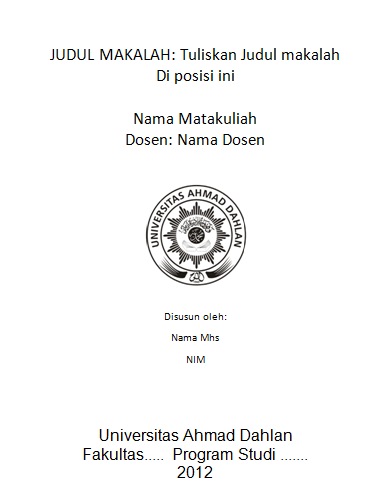 JUDUL MAKALAH: Tuliskan Judul makalah
Di posisi ini
Nama Matakuliah
Dosen: Nama Dosen
UNIVERSITAS AHMAD DAHLAN
Disusun oleh:
Nama Mhs
NIM
Universitas Ahmad Dahlan
Fakultas..... Program Studi .......
2012